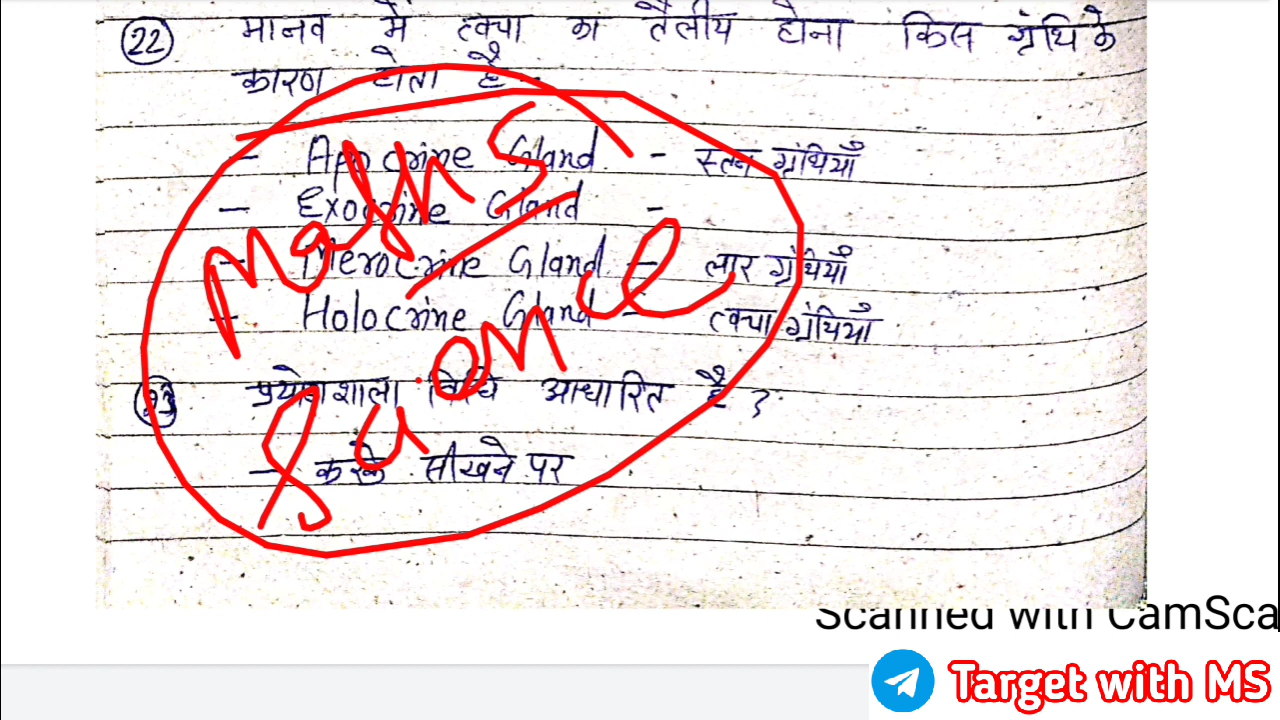 22 मानव में त्वचा का तैलीय होना किस ग्रंथि के
कारण होता है -
- Apocrine Gland - स्तन ग्रंथियाँ
- Exocrine Gland -
- Merocrine Gland - लार ग्रंथियाँ
- Holocrine Gland - त्वचा ग्रंथियाँ
Maths
Science
23 प्रयोगशाला विधि आधारित है ?
- करके सीखने पर
Scanned with CamSca
Target with MS